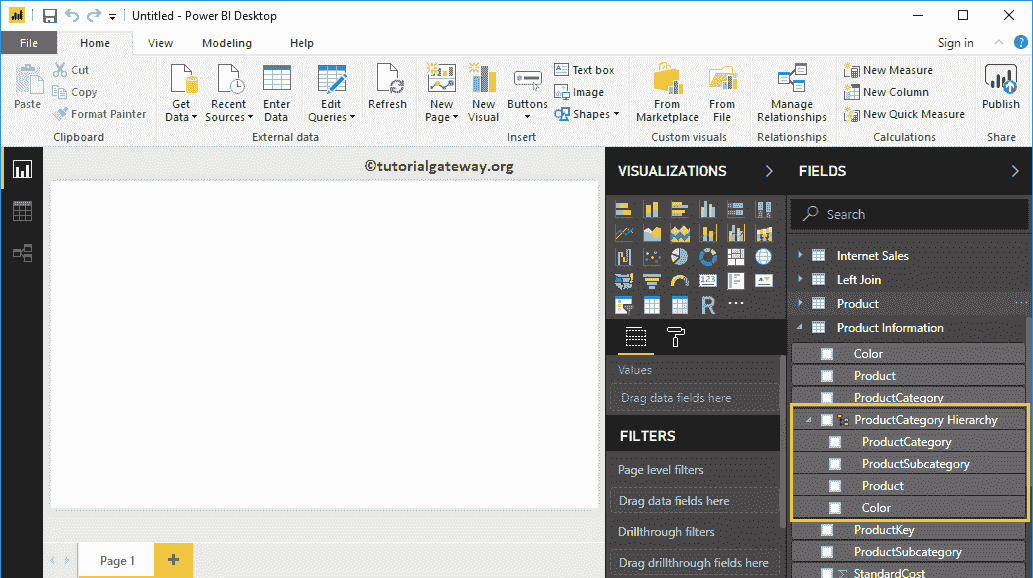 Untitled - Power BI Desktop
File Home View Modeling Help Sign in
Paste
Cut
Copy
Format Painter
Clipboard
Get Data
Recent Sources
Enter Data
Edit Queries
External data
Refresh
New Page
New Visual
Buttons
Text box
Image
Shapes
Insert
From Marketplace
From File
Custom visuals
Manage Relationships
Relationships
New Measure
New Column
New Quick Measure
Calculations
Publish
Share
©tutorialgateway.org
VISUALIZATIONS
R
Values
Drag data fields here
FILTERS
Page level filters
Drag data fields here
Drillthrough filters
Drag drillthrough fields here
FIELDS
Search
Internet Sales
Left Join
Product
Product Information
Color
Product
ProductCategory
ProductCategory Hierarchy
ProductCategory
ProductSubcategory
Product
Color
ProductKey
ProductSubcategory
Σ StandardCost
Page 1 +